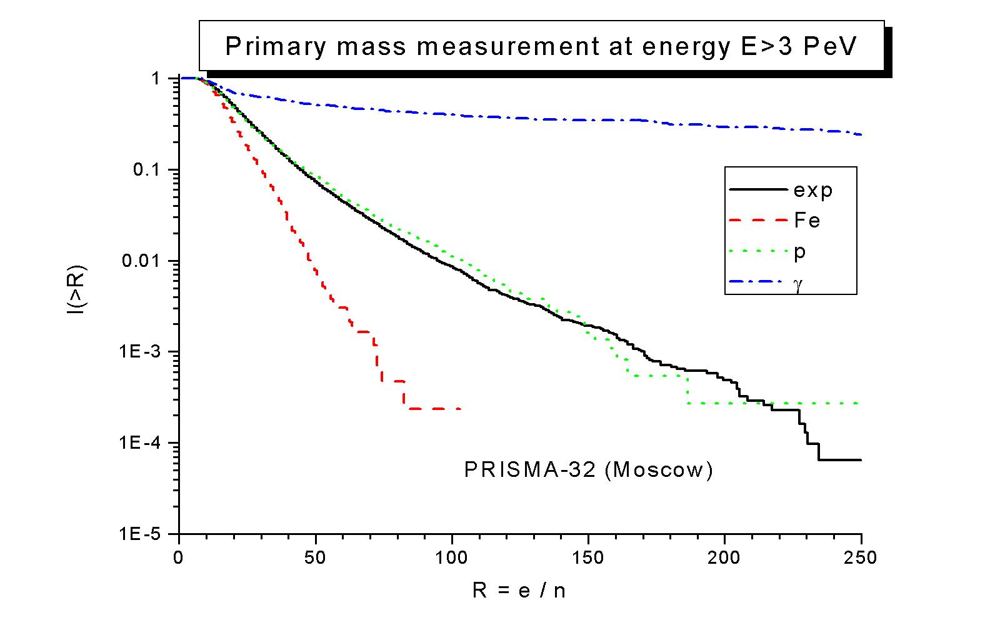 Primary mass measurement at energy E>3 PeV
1
0.1
0.01
1E-3
1E-4
1E-5
I(>R)
exp
Fe
p
γ
PRISMA-32 (Moscow)
0 50 100 150 200 250
R = e / n